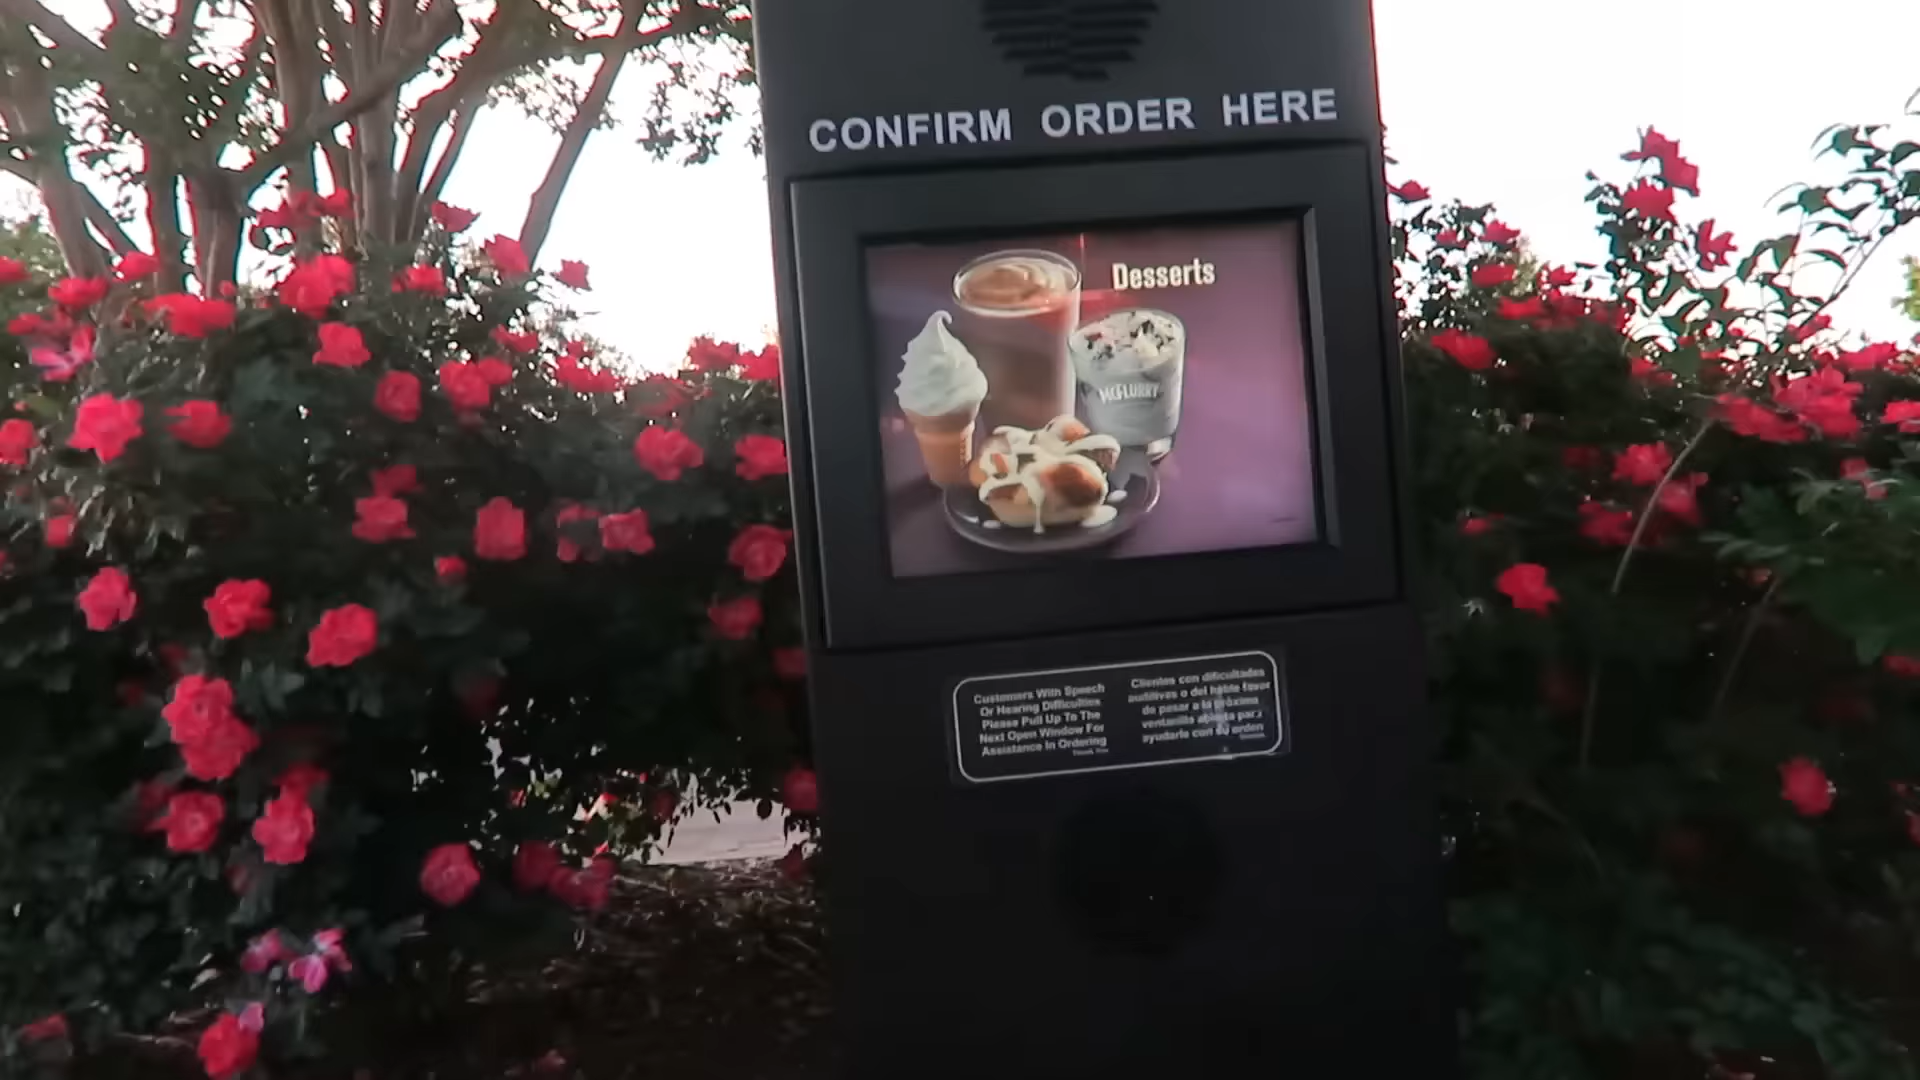 CONFIRM ORDER HERE
Desserts
McFLURRY
Customers With Speech
Or Hearing Difficulties
Please Pull Up To The
Next Open Window For
Assistance In Ordering
Thank You
Clientes con dificultades
auditivas o del habla favor
de pasar a la próxima
ventanilla abierta para
ayudarle con su orden